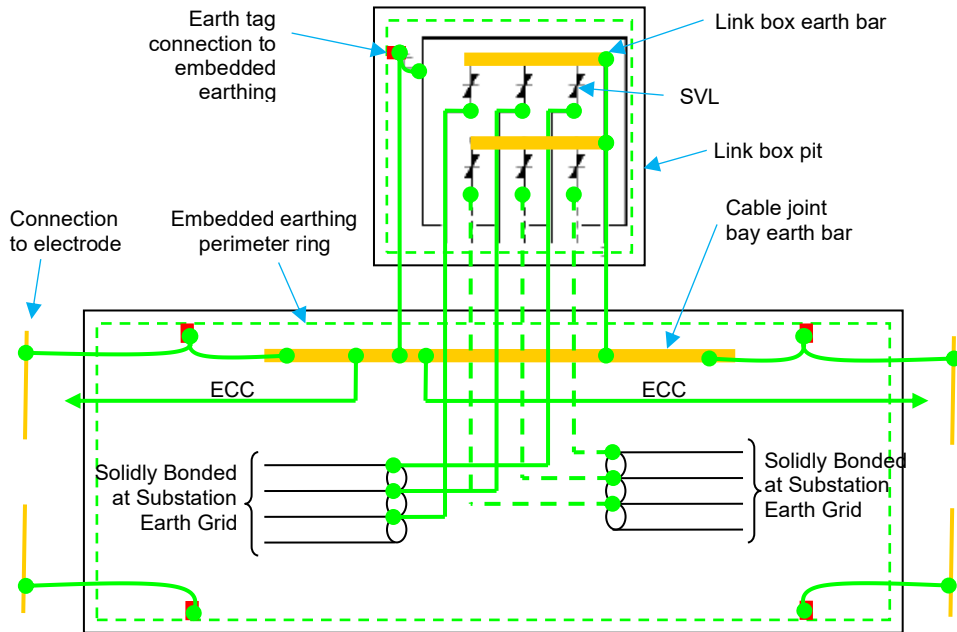 Earth tag
connection to
embedded
earthing
Link box earth bar
SVL
Link box pit
Connection
to electrode
Embedded earthing
perimeter ring
Cable joint
bay earth bar
ECC
ECC
Solidly Bonded
at Substation
Earth Grid
Solidly Bonded
at Substation
Earth Grid